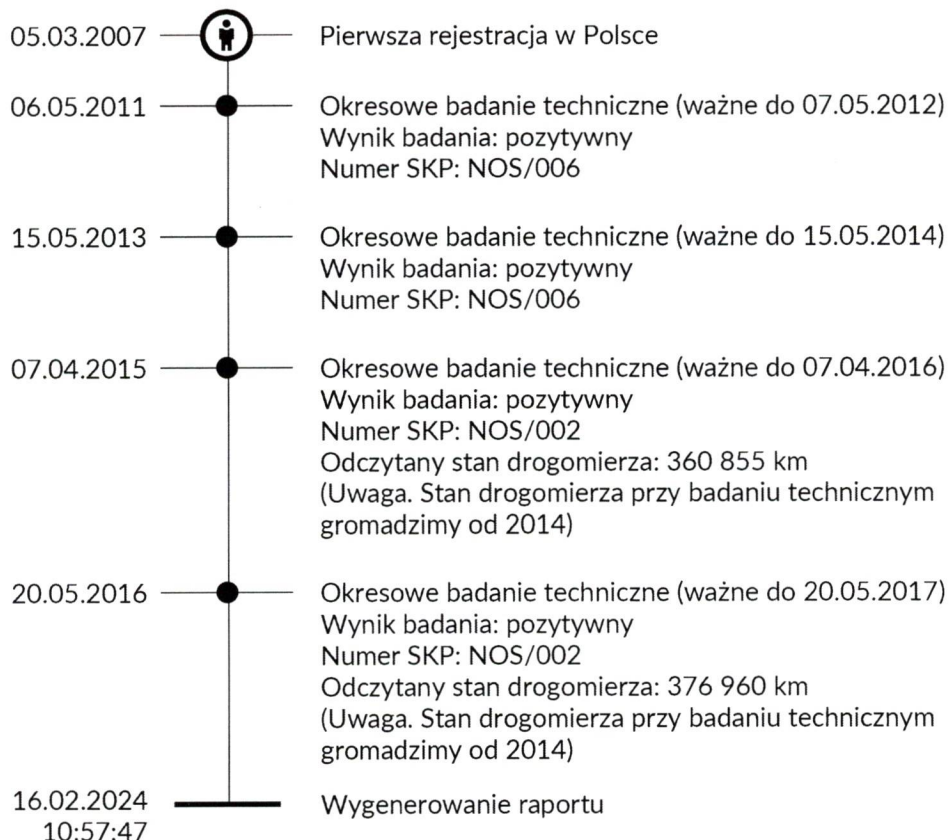 05.03.2007 Pierwsza rejestracja w Polsce
06.05.2011 Okresowe badanie techniczne (ważne do 07.05.2012)
Wynik badania: pozytywny
Numer SKP: NOS/006
15.05.2013 Okresowe badanie techniczne (ważne do 15.05.2014)
Wynik badania: pozytywny
Numer SKP: NOS/006
07.04.2015 Okresowe badanie techniczne (ważne do 07.04.2016)
Wynik badania: pozytywny
Numer SKP: NOS/002
Odczytany stan drogomierza: 360 855 km
(Uwaga. Stan drogomierza przy badaniu technicznym
gromadzimy od 2014)
20.05.2016 Okresowe badanie techniczne (ważne do 20.05.2017)
Wynik badania: pozytywny
Numer SKP: NOS/002
Odczytany stan drogomierza: 376 960 km
(Uwaga. Stan drogomierza przy badaniu technicznym
gromadzimy od 2014)
16.02.2024 Wygenerowanie raportu
10:57:47